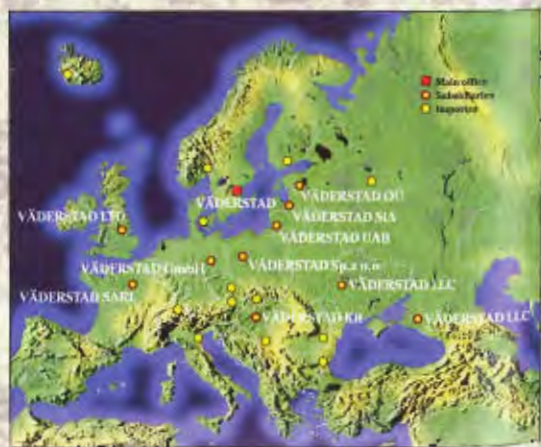 Main office
Subsidiaries
Importer
VÄDERSTAD OÜ
VÄDERSTAD
VÄDERSTAD SIA
VÄDERSTAD LTD
VÄDERSTAD UAB
VÄDERSTAD GmbH
VÄDERSTAD Sp.z o.o
VÄDERSTAD LLC
VÄDERSTAD SARL
VÄDERSTAD Kft
VÄDERSTAD LLC